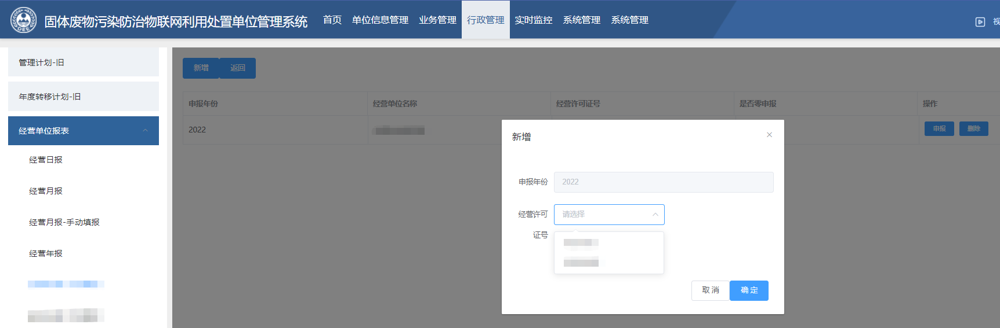 固体废物污染防治物联网利用处置单位管理系统 首页 单位信息管理 业务管理 行政管理 实时监控 系统管理 系统管理
管理计划-旧
年度转移计划-旧
经营单位报表
经营日报
经营月报
经营月报-手动填报
经营年报
新增 返回
申报年份 经营单位名称 经营许可证号 是否零申报 操作
2022 申报 删除
新增
申报年份 2022
经营许可证号 请选择
取消 确定